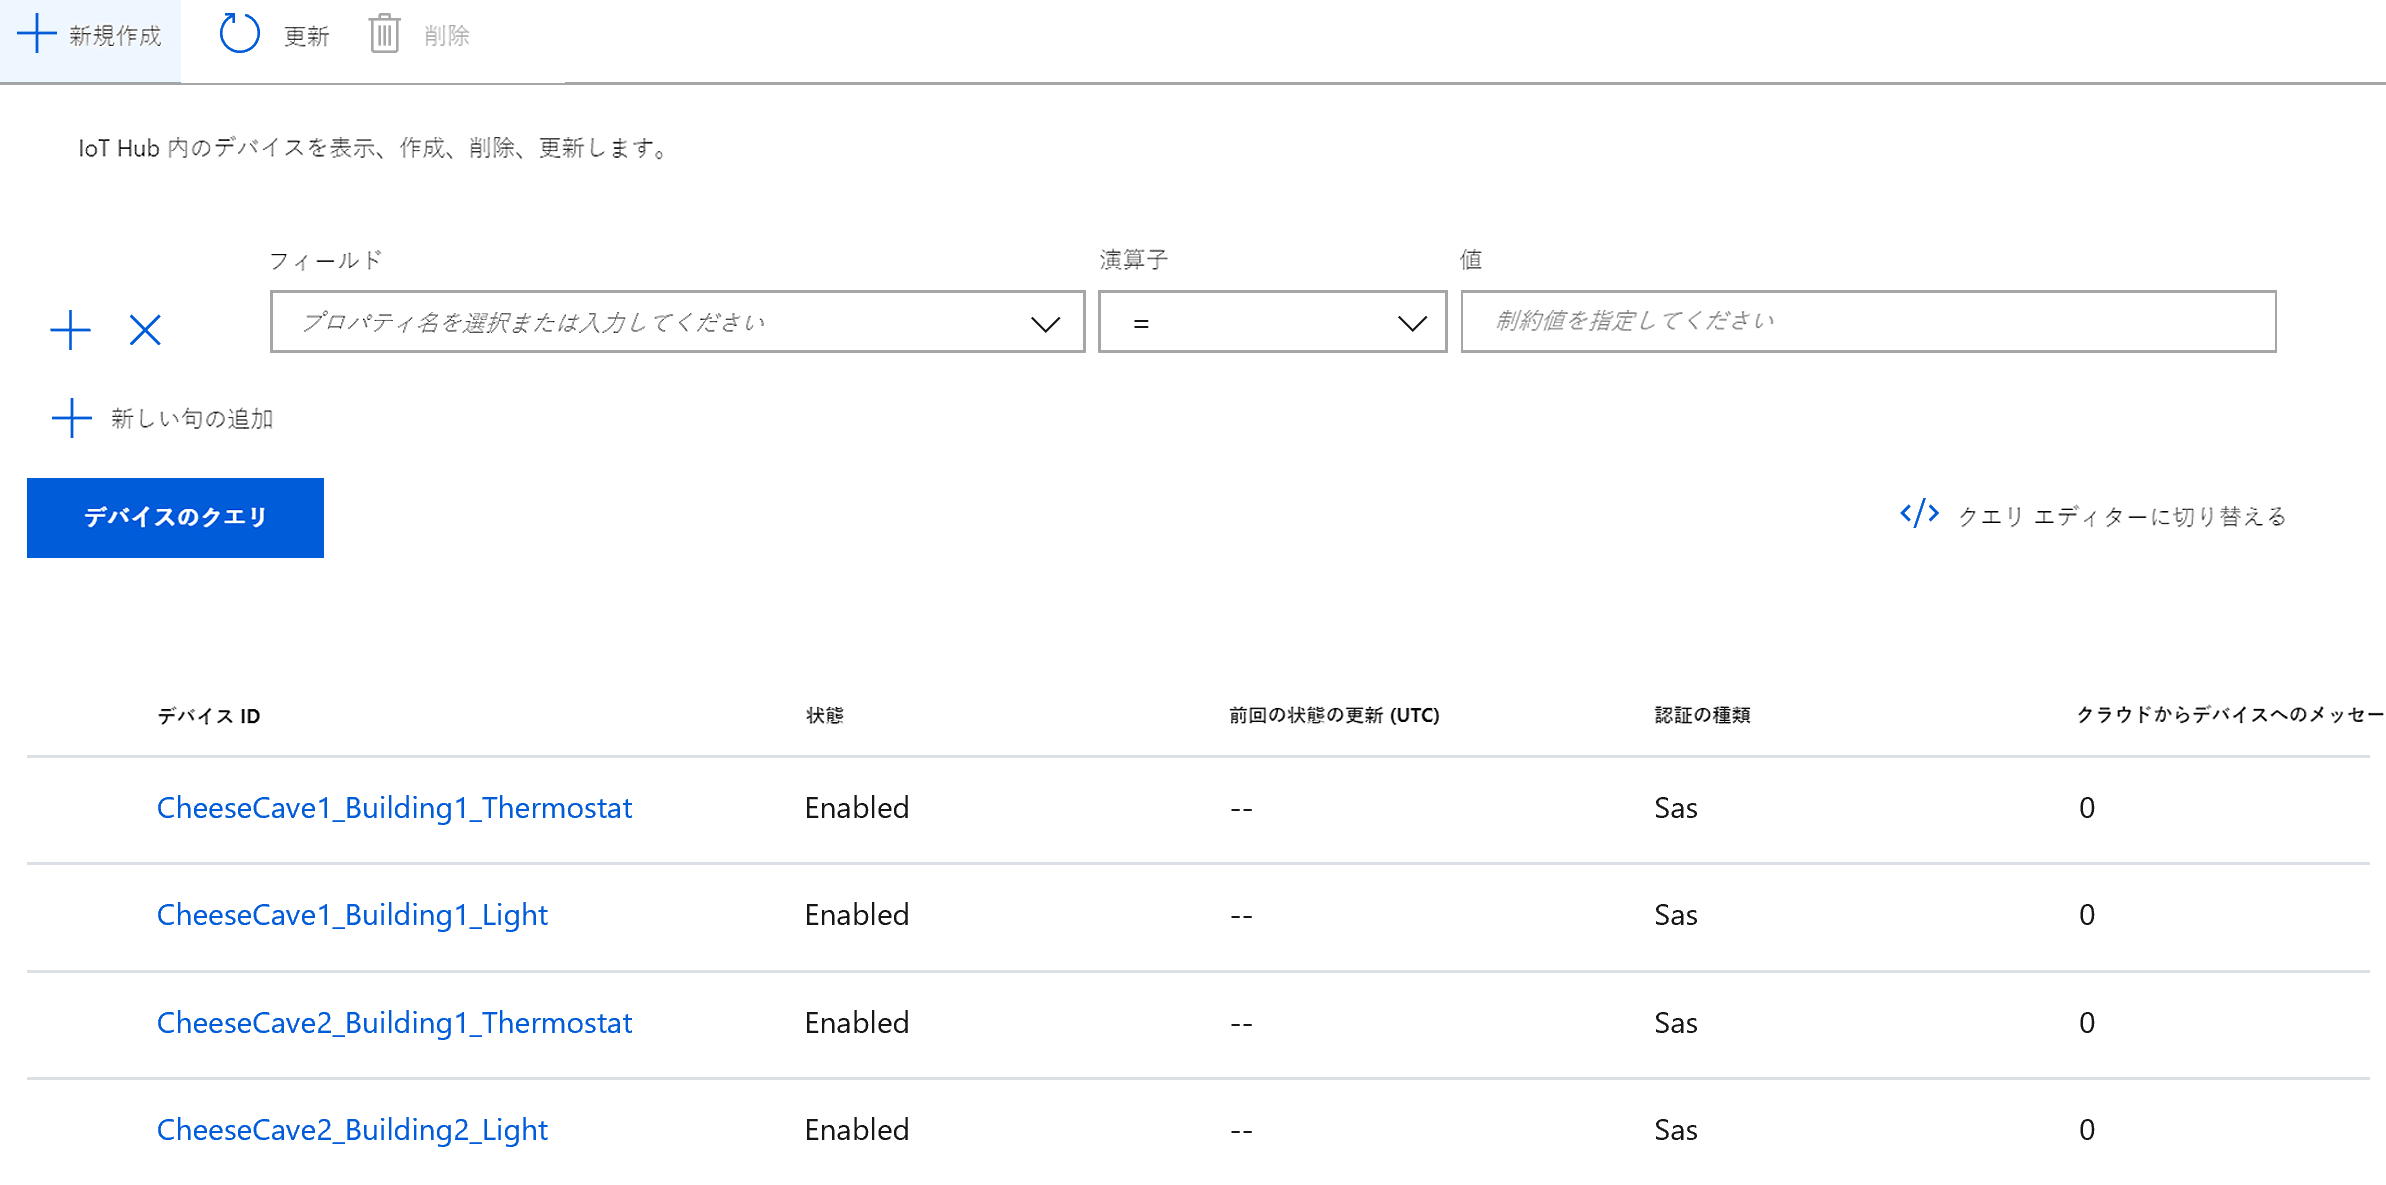 新規作成 更新 削除
IoT Hub 内のデバイスを表示、作成、削除、更新します。
フィールド 演算子 値
プロパティ名を選択または入力してください = 制約値を指定してください
新しい句の追加
デバイスのクエリ </> クエリ エディターに切り替える
デバイス ID 状態 前回の状態の更新 (UTC) 認証の種類 クラウドからデバイスへのメッセー
CheeseCave1_Building1_Thermostat Enabled -- Sas 0
CheeseCave1_Building1_Light Enabled -- Sas 0
CheeseCave2_Building1_Thermostat Enabled -- Sas 0
CheeseCave2_Building2_Light Enabled -- Sas 0